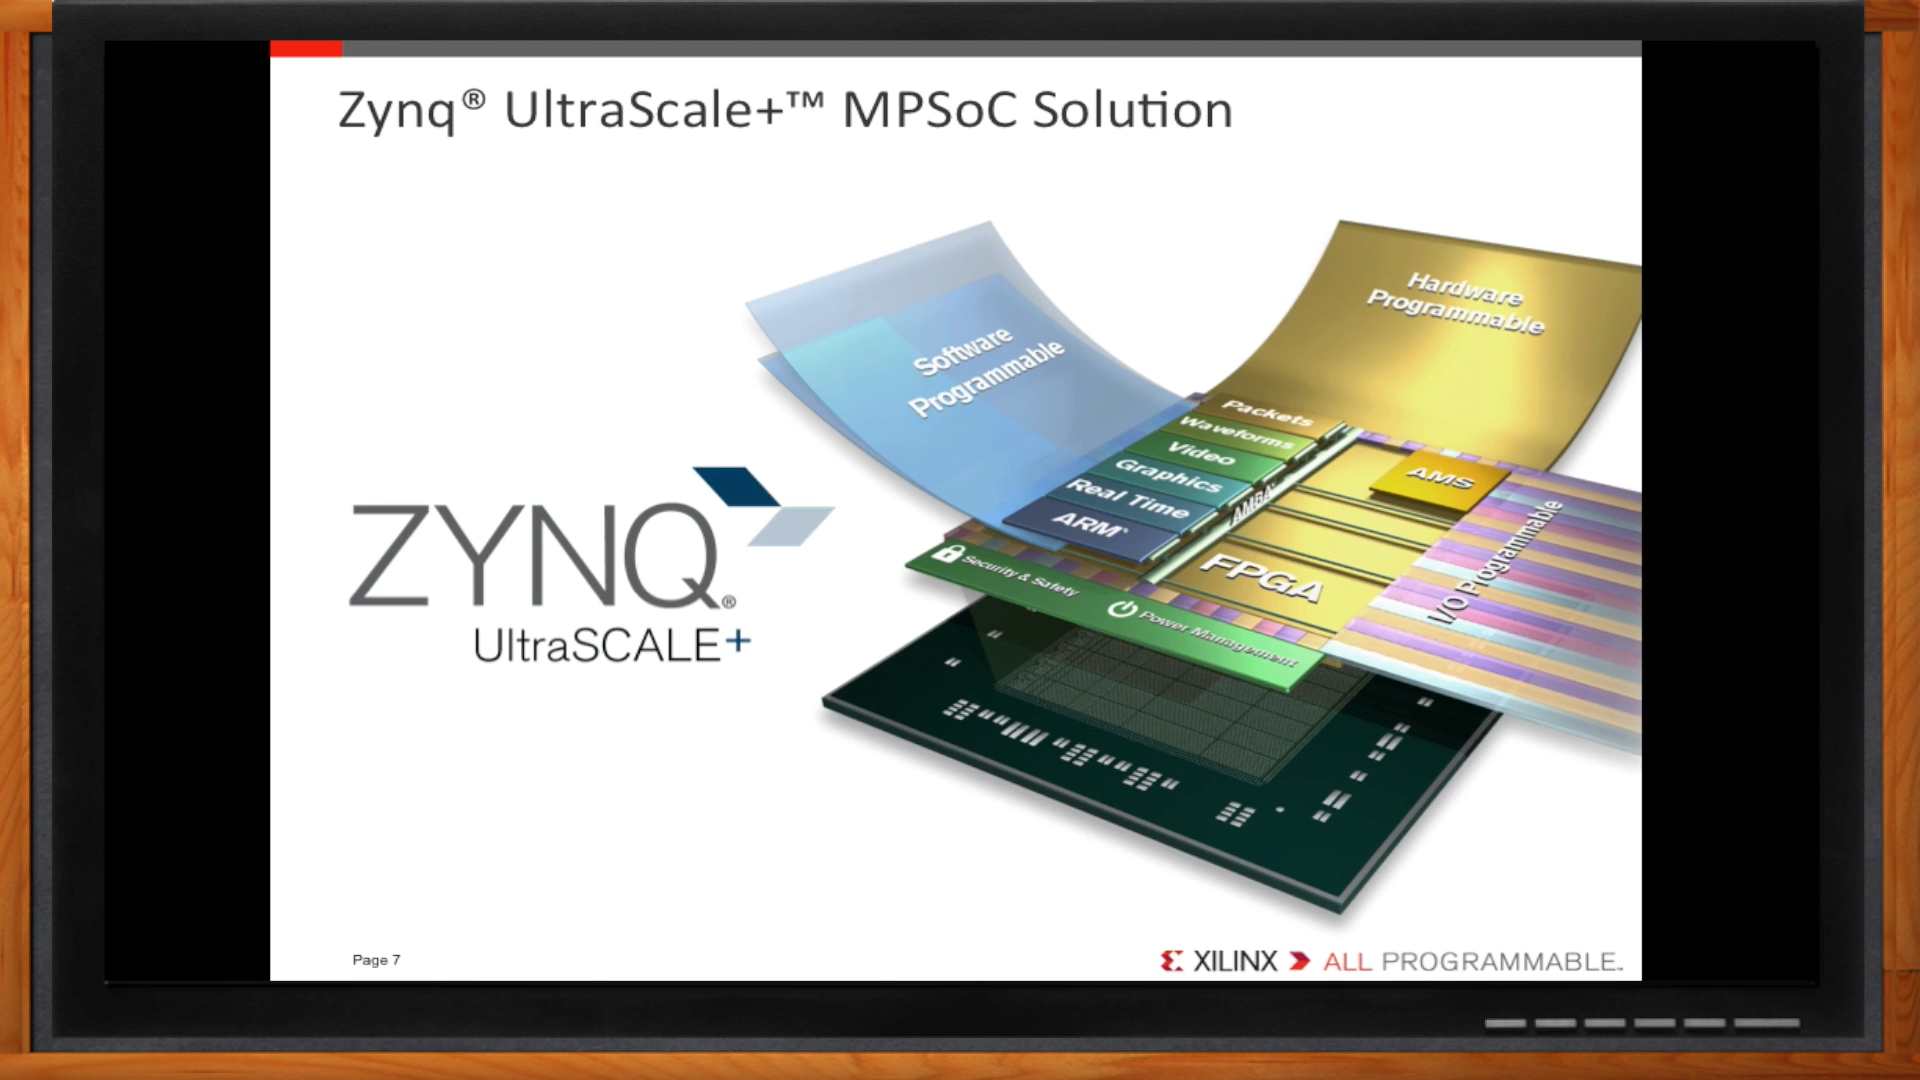 Zynq® UltraScale+™ MPSoC Solution
Software
Programmable
Hardware
Programmable
Packets
Waveforms
Video
Graphics
Real Time
ARM®
AMBA®
AMS
FPGA
I/O Programmable
Security & Safety
Power Management
ZYNQ®
UltraSCALE+
Page 7
XILINX ALL PROGRAMMABLE™